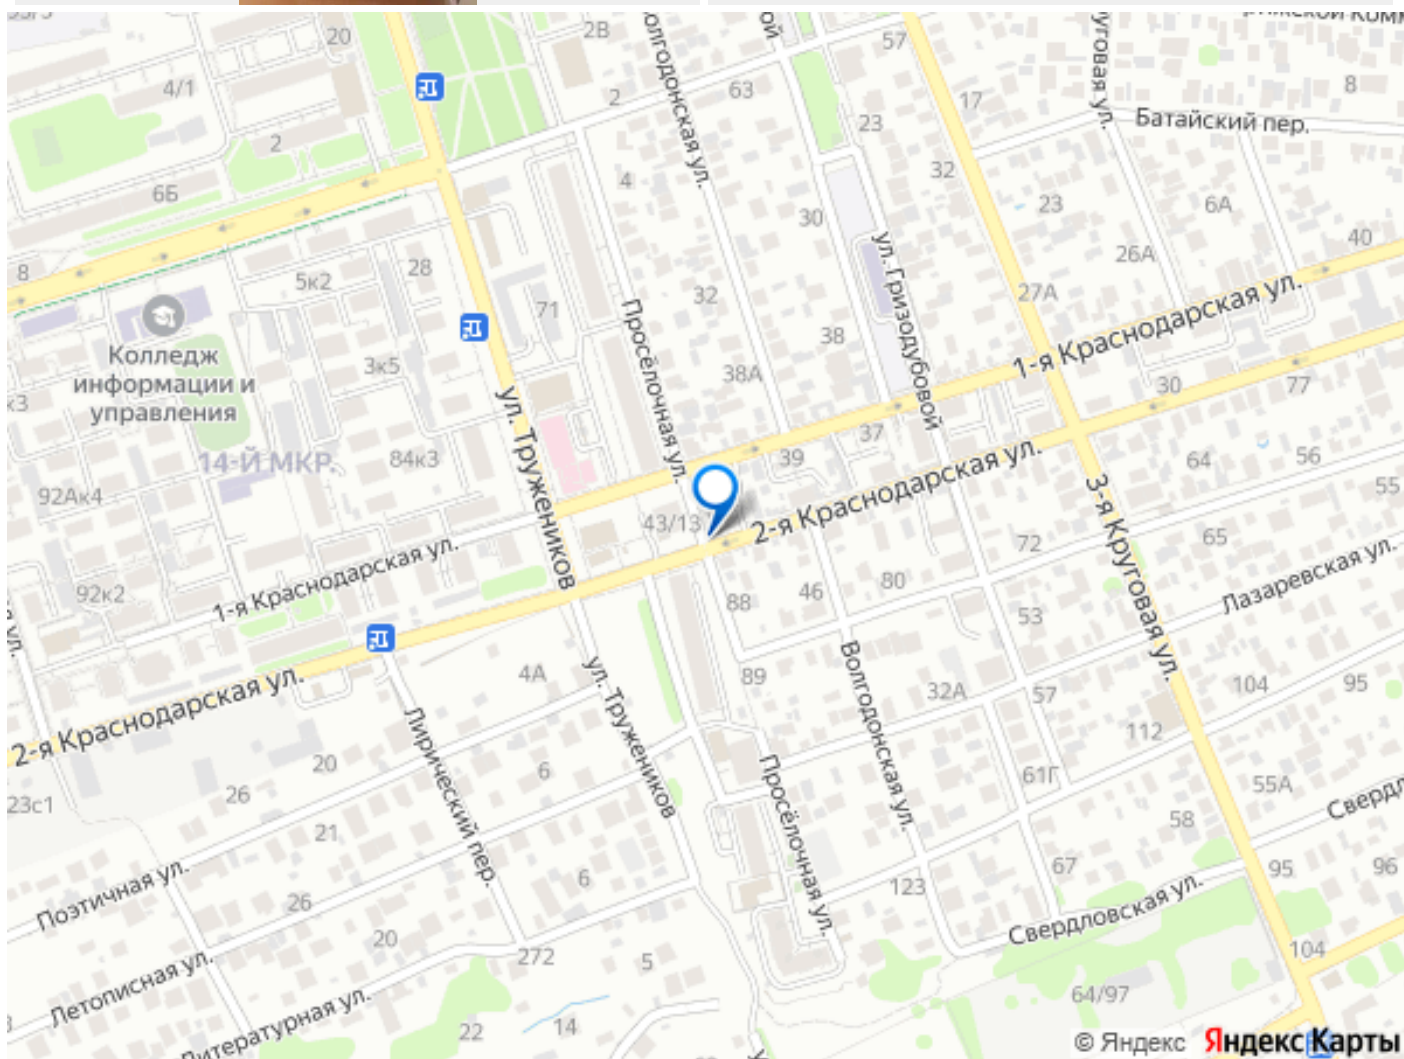 20
2В
57
4/1
2
63
17
8
Волгодонская ул.
Круговая ул.
Батайский пер.
2
23
6Б
4
32
30
23
6А
8
5к2
28
32
26А
40
71
27А
38
ул. Гризодубовой
1-я Краснодарская ул.
Просёлочная ул.
Колледж
информации и
управления
3к5
38А
30
77
ул. Тружеников
14-Й МКР.
84к3
37
39
64
56
92Ак4
43/13
2-я Краснодарская ул.
3-я Круговая ул.
55
65
72
1-я Краснодарская ул.
92к2
88
46
80
53
Лазаревская ул.
2-я Краснодарская ул.
4А
ул. Тружеников
89
Волгодонская ул.
32А
57
104
95
Лирический пер.
112
20
6
Просёлочная ул.
61Г
55А
23с1
26
21
58
Поэтичная ул.
6
123
67
95
96
26
20
Свердловская ул.
Летописная ул.
272
5
104
Литературная ул.
22
14
64/97
© Яндекс Яндекс Карты